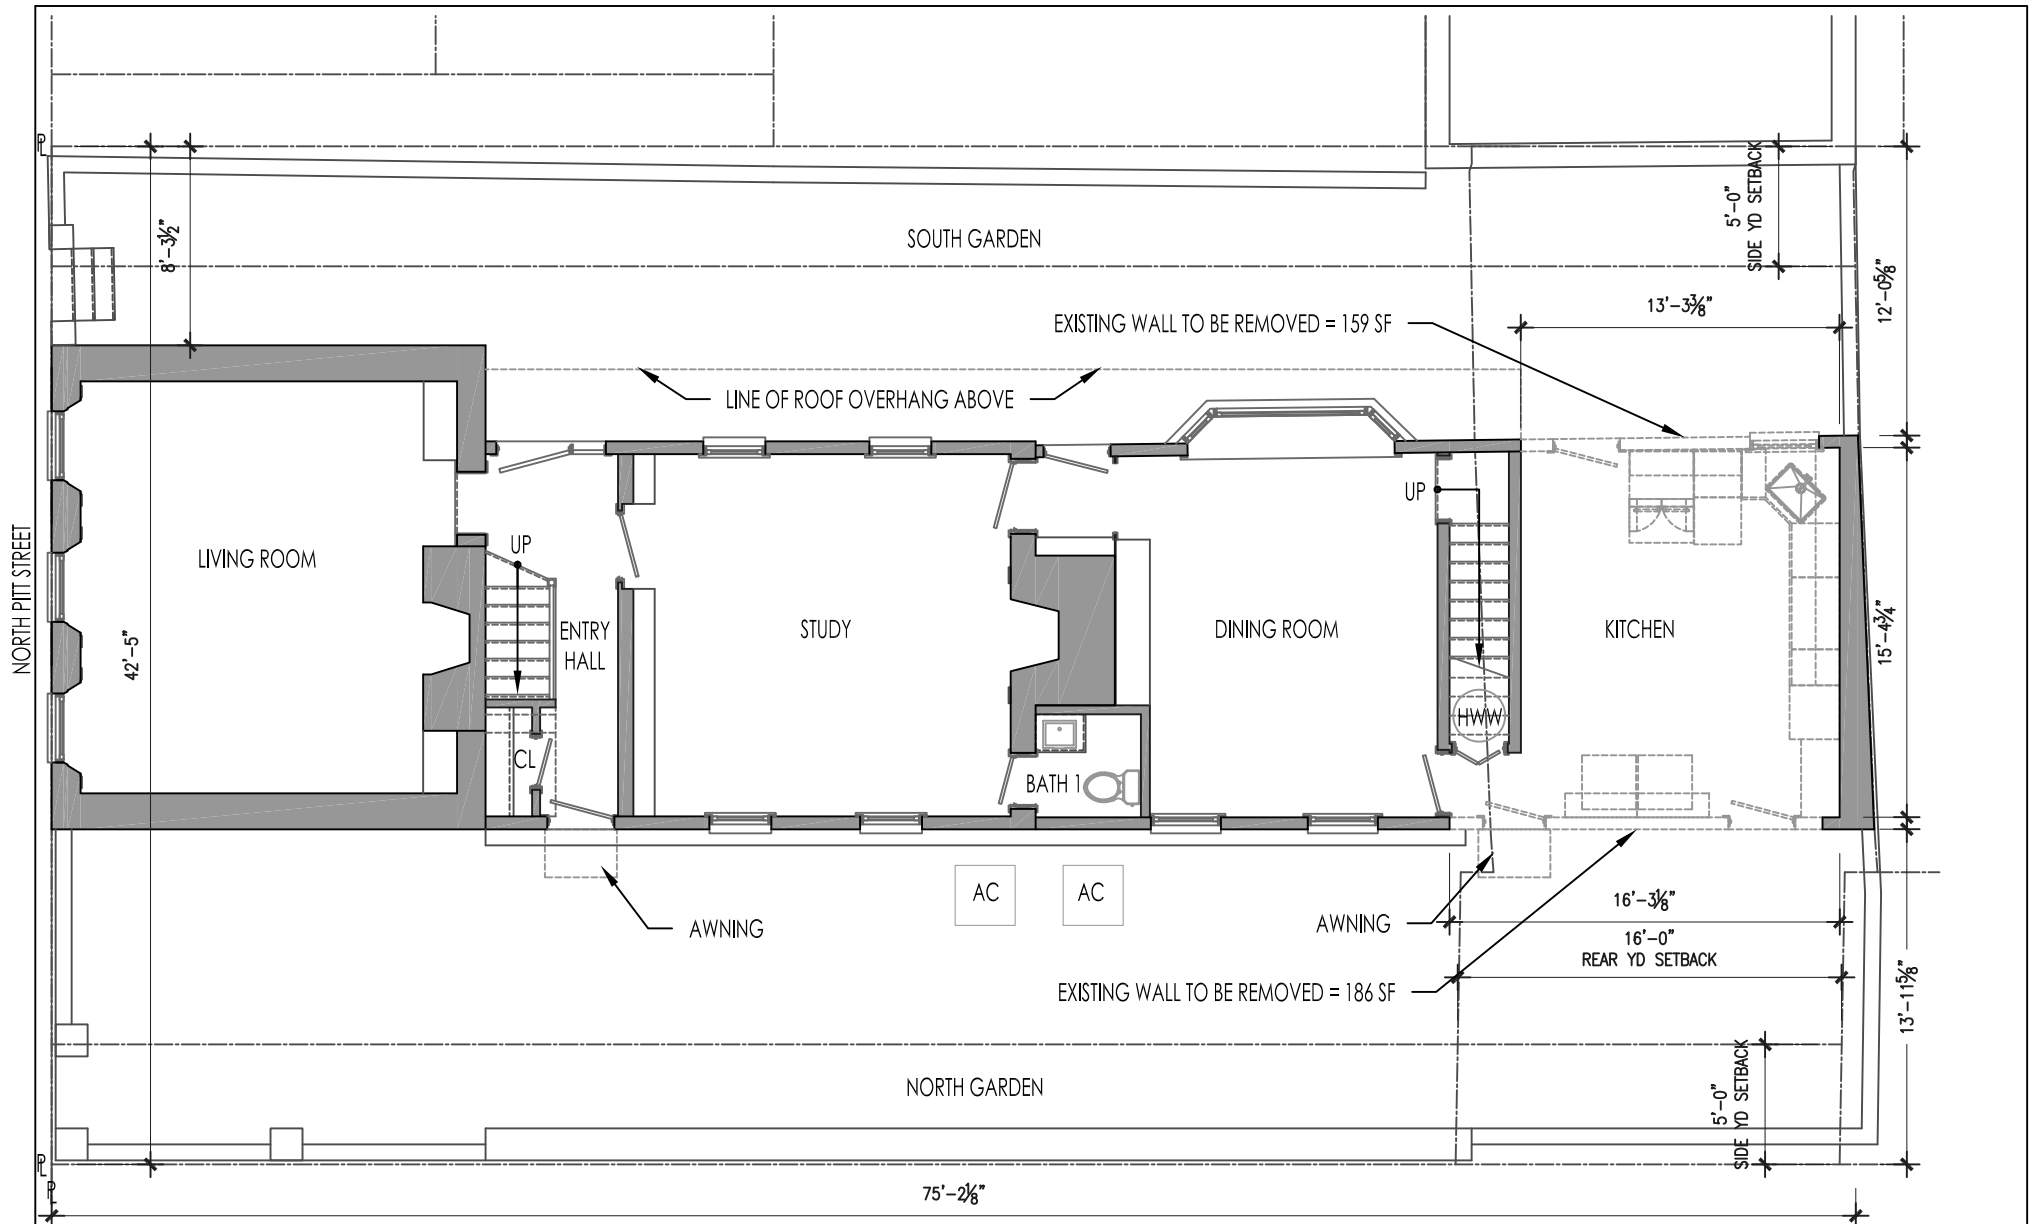 PL
5'-0"
SIDE YD SETBACK
8'-3½"
SOUTH GARDEN
12'-0⅝"
13'-3⅜"
EXISTING WALL TO BE REMOVED = 159 SF
LINE OF ROOF OVERHANG ABOVE
UP
NORTH PITT STREET
LIVING ROOM
UP
ENTRY
HALL
STUDY
DINING ROOM
KITCHEN
42'-5"
15'-4¾"
HWW
CL
BATH 1
AC
AC
AWNING
AWNING
16'-3⅛"
16'-0"
REAR YD SETBACK
EXISTING WALL TO BE REMOVED = 186 SF
13'-11⅝"
NORTH GARDEN
5'-0"
SIDE YD SETBACK
PL
PL
75'-2⅛"